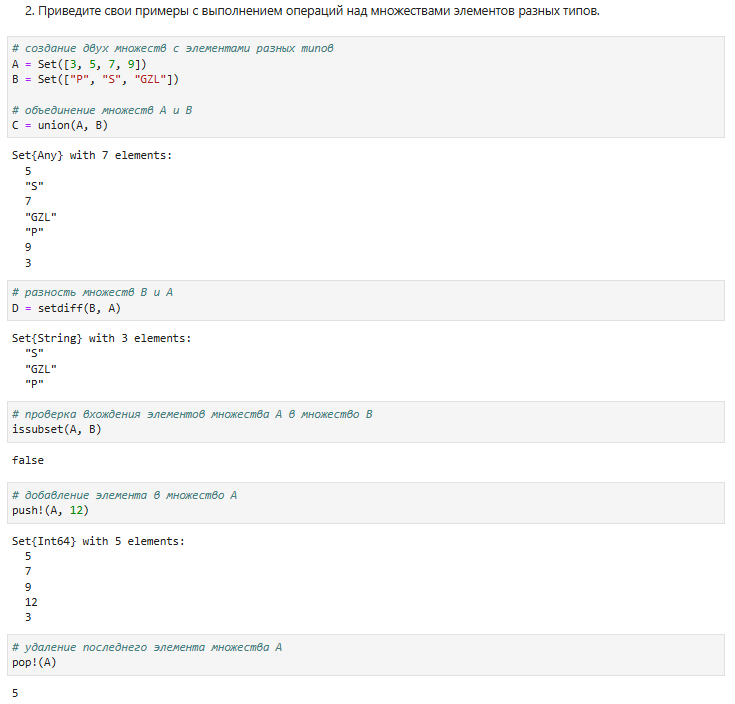 2. Приведите свои примеры с выполнением операций над множествами элементов разных типов.
# создание двух множеств с элементами разных типов
A = Set([3, 5, 7, 9])
B = Set(["P", "S", "GZL"])
# объединение множеств A и B
C = union(A, B)
Set{Any} with 7 elements:
5
"S"
7
"GZL"
"P"
9
3
# разность множеств B и A
D = setdiff(B, A)
Set{String} with 3 elements:
"S"
"GZL"
"P"
# проверка вхождения элементов множества A в множество B
issubset(A, B)
false
# добавление элемента в множество A
push!(A, 12)
Set{Int64} with 5 elements:
5
7
9
12
3
# удаление последнего элемента множества A
pop!(A)
5